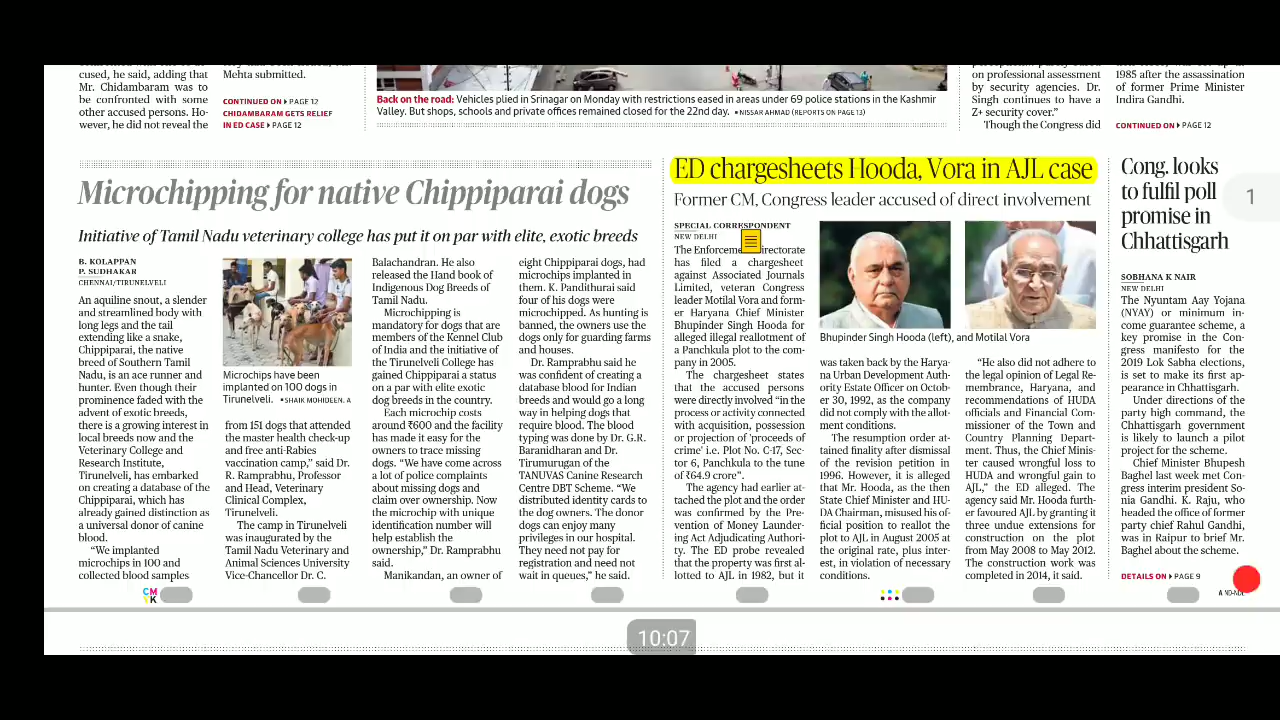 cused, he said, adding that
Mr. Chidambaram was to
be confronted with some
other accused persons. Ho-
wever, he did not reveal the
Mehta submitted.
CONTINUED ON ▸ PAGE 12
CHIDAMBARAM GETS RELIEF
IN ED CASE ▸ PAGE 12
Back on the road: Vehicles plied in Srinagar on Monday with restrictions eased in areas under 69 police stations in the Kashmir
Valley. But shops, schools and private offices remained closed for the 22nd day. • NISSAR AHMAD (REPORTS ON PAGE 13)
on professional assessment
by security agencies. Dr.
Singh continues to have a
Z+ security cover.”
Though the Congress did
1985 after the assassination
of former Prime Minister
Indira Gandhi.
CONTINUED ON ▸ PAGE 12
Microchipping for native Chippiparai dogs
Initiative of Tamil Nadu veterinary college has put it on par with elite, exotic breeds
B. KOLAPPAN
P. SUDHAKAR
CHENNAI/TIRUNELVELI
An aquiline snout, a slender
and streamlined body with
long legs and the tail
extending like a snake,
Chippiparai, the native
breed of Southern Tamil
Nadu, is an ace runner and
hunter. Even though their
prominence faded with the
advent of exotic breeds,
there is a growing interest in
local breeds now and the
Veterinary College and
Research Institute,
Tirunelveli, has embarked
on creating a database of the
Chippiparai, which has
already gained distinction as
a universal donor of canine
blood.
“We implanted
microchips in 100 and
collected blood samples
Microchips have been
implanted on 100 dogs in
Tirunelveli. • SHAIK MOHIDEEN. A
from 151 dogs that attended
the master health check-up
and free anti-Rabies
vaccination camp,” said Dr.
R. Ramprabhu, Professor
and Head, Veterinary
Clinical Complex,
Tirunelveli.
The camp in Tirunelveli
was inaugurated by the
Tamil Nadu Veterinary and
Animal Sciences University
Vice-Chancellor Dr. C.
Balachandran. He also
released the Hand book of
Indigenous Dog Breeds of
Tamil Nadu.
Microchipping is
mandatory for dogs that are
members of the Kennel Club
of India and the initiative of
the Tirunelveli College has
gained Chippiparai a status
on a par with elite exotic
dog breeds in the country.
Each microchip costs
around ₹600 and the facility
has made it easy for the
owners to trace missing
dogs. “We have come across
a lot of police complaints
about missing dogs and
claim over ownership. Now
the microchip with unique
identification number will
help establish the
ownership,” Dr. Ramprabhu
said.
Manikandan, an owner of
eight Chippiparai dogs, had
microchips implanted in
them. K. Pandithurai said
four of his dogs were
microchipped. As hunting is
banned, the owners use the
dogs only for guarding farms
and houses.
Dr. Ramprabhu said he
was confident of creating a
database blood for Indian
breeds and would go a long
way in helping dogs that
require blood. The blood
typing was done by Dr. G.R.
Baranidharan and Dr.
Tirumurugan of the
TANUVAS Canine Research
Centre DBT Scheme. “We
distributed identity cards to
the dog owners. The donor
dogs can enjoy many
privileges in our hospital.
They need not pay for
registration and need not
wait in queues,” he said.
ED chargesheets Hooda, Vora in AJL case
Former CM, Congress leader accused of direct involvement
SPECIAL CORRESPONDENT
NEW DELHI
The Enforceme irectorate
has filed a chargesheet
against Associated Journals
Limited, veteran Congress
leader Motilal Vora and form-
er Haryana Chief Minister
Bhupinder Singh Hooda for
alleged illegal reallotment of
a Panchkula plot to the com-
pany in 2005.
The chargesheet states
that the accused persons
were directly involved “in the
process or activity connected
with acquisition, possession
or projection of ‘proceeds of
crime’ i.e. Plot No. C-17, Sec-
tor 6, Panchkula to the tune
of ₹64.9 crore”.
The agency had earlier at-
tached the plot and the order
was confirmed by the Pre-
vention of Money Launder-
ing Act Adjudicating Authori-
ty. The ED probe revealed
that the property was first al-
lotted to AJL in 1982, but it
Bhupinder Singh Hooda (left), and Motilal Vora
was taken back by the Harya-
na Urban Development Auth-
ority Estate Officer on Octob-
er 30, 1992, as the company
did not comply with the allot-
ment conditions.
The resumption order at-
tained finality after dismissal
of the revision petition in
1996. However, it is alleged
that Mr. Hooda, as the then
State Chief Minister and HU-
DA Chairman, misused his of-
ficial position to reallot the
plot to AJL in August 2005 at
the original rate, plus inter-
est, in violation of necessary
conditions.
“He also did not adhere to
the legal opinion of Legal Re-
membrance, Haryana, and
recommendations of HUDA
officials and Financial Com-
missioner of the Town and
Country Planning Depart-
ment. Thus, the Chief Minis-
ter caused wrongful loss to
HUDA and wrongful gain to
AJL,” the ED alleged. The
agency said Mr. Hooda furth-
er favoured AJL by granting it
three undue extensions for
construction on the plot
from May 2008 to May 2012.
The construction work was
completed in 2014, it said.
Cong. looks
to fulfil poll
promise in
Chhattisgarh
SOBHANA K NAIR
NEW DELHI
The Nyuntam Aay Yojana
(NYAY) or minimum in-
come guarantee scheme, a
key promise in the Con-
gress manifesto for the
2019 Lok Sabha elections,
is set to make its first ap-
pearance in Chhattisgarh.
Under directions of the
party high command, the
Chhattisgarh government
is likely to launch a pilot
project for the scheme.
Chief Minister Bhupesh
Baghel last week met Con-
gress interim president So-
nia Gandhi. K. Raju, who
headed the office of former
party chief Rahul Gandhi,
was in Raipur to brief Mr.
Baghel about the scheme.
DETAILS ON ▸ PAGE 9
1
CM
YK
A ND-NDE
10:07